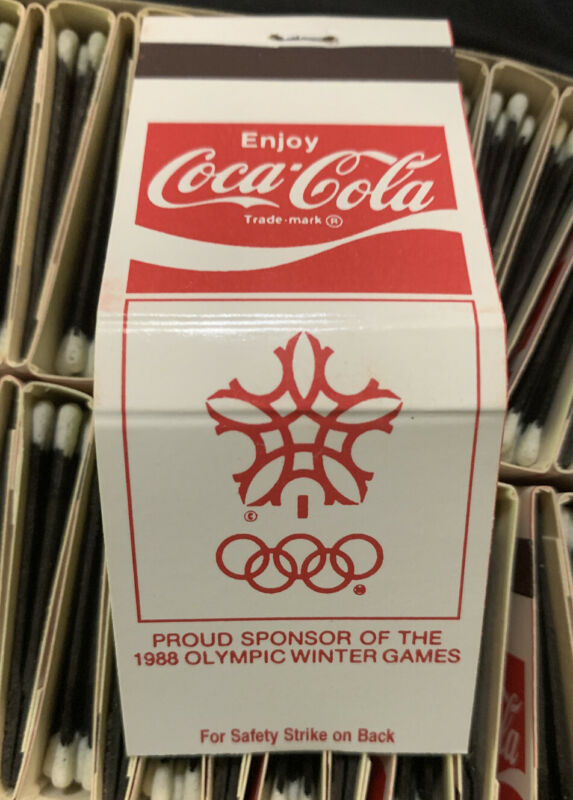 Enjoy
Coca-Cola
Trade-mark ®
©
PROUD SPONSOR OF THE
1988 OLYMPIC WINTER GAMES
For Safety Strike on Back